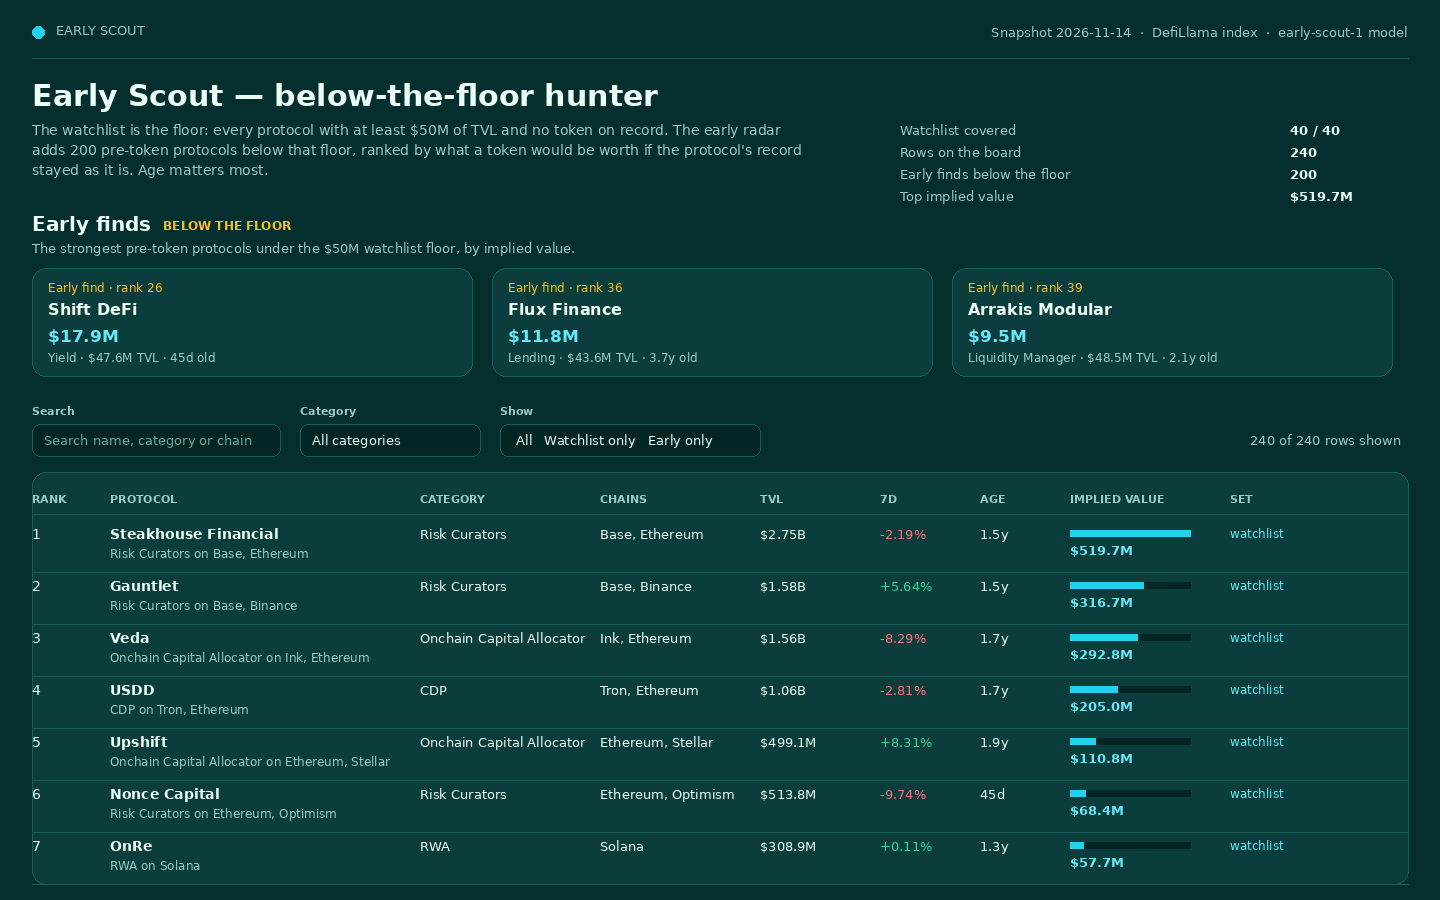 EARLY SCOUT
Snapshot 2026-11-14 · DefiLlama index · early-scout-1 model
Early Scout — below-the-floor hunter
The watchlist is the floor: every protocol with at least $50M of TVL and no token on record. The early radar
adds 200 pre-token protocols below that floor, ranked by what a token would be worth if the protocol's record
stayed as it is. Age matters most.
Watchlist covered 40 / 40
Rows on the board 240
Early finds below the floor 200
Top implied value $519.7M
Early finds BELOW THE FLOOR
The strongest pre-token protocols under the $50M watchlist floor, by implied value.
Early find · rank 26
Shift DeFi
$17.9M
Yield · $47.6M TVL · 45d old
Early find · rank 36
Flux Finance
$11.8M
Lending · $43.6M TVL · 3.7y old
Early find · rank 39
Arrakis Modular
$9.5M
Liquidity Manager · $48.5M TVL · 2.1y old
Search Category Show
Search name, category or chain All categories All Watchlist only Early only 240 of 240 rows shown
RANK PROTOCOL CATEGORY CHAINS TVL 7D AGE IMPLIED VALUE SET
1 Steakhouse Financial Risk Curators Base, Ethereum $2.75B -2.19% 1.5y watchlist
Risk Curators on Base, Ethereum $519.7M
2 Gauntlet Risk Curators Base, Binance $1.58B +5.64% 1.5y watchlist
Risk Curators on Base, Binance $316.7M
3 Veda Onchain Capital Allocator Ink, Ethereum $1.56B -8.29% 1.7y watchlist
Onchain Capital Allocator on Ink, Ethereum $292.8M
4 USDD CDP Tron, Ethereum $1.06B -2.81% 1.7y watchlist
CDP on Tron, Ethereum $205.0M
5 Upshift Onchain Capital Allocator Ethereum, Stellar $499.1M +8.31% 1.9y watchlist
Onchain Capital Allocator on Ethereum, Stellar $110.8M
6 Nonce Capital Risk Curators Ethereum, Optimism $513.8M -9.74% 45d watchlist
Risk Curators on Ethereum, Optimism $68.4M
7 OnRe RWA Solana $308.9M +0.11% 1.3y watchlist
RWA on Solana $57.7M